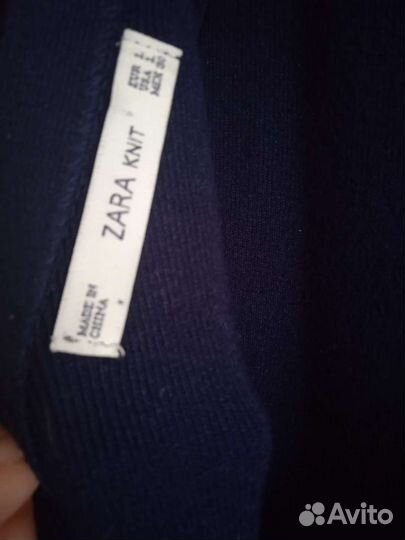 EUR L
USA L
MEX 30
ZARA KNIT
MADE IN
CHINA
Avito